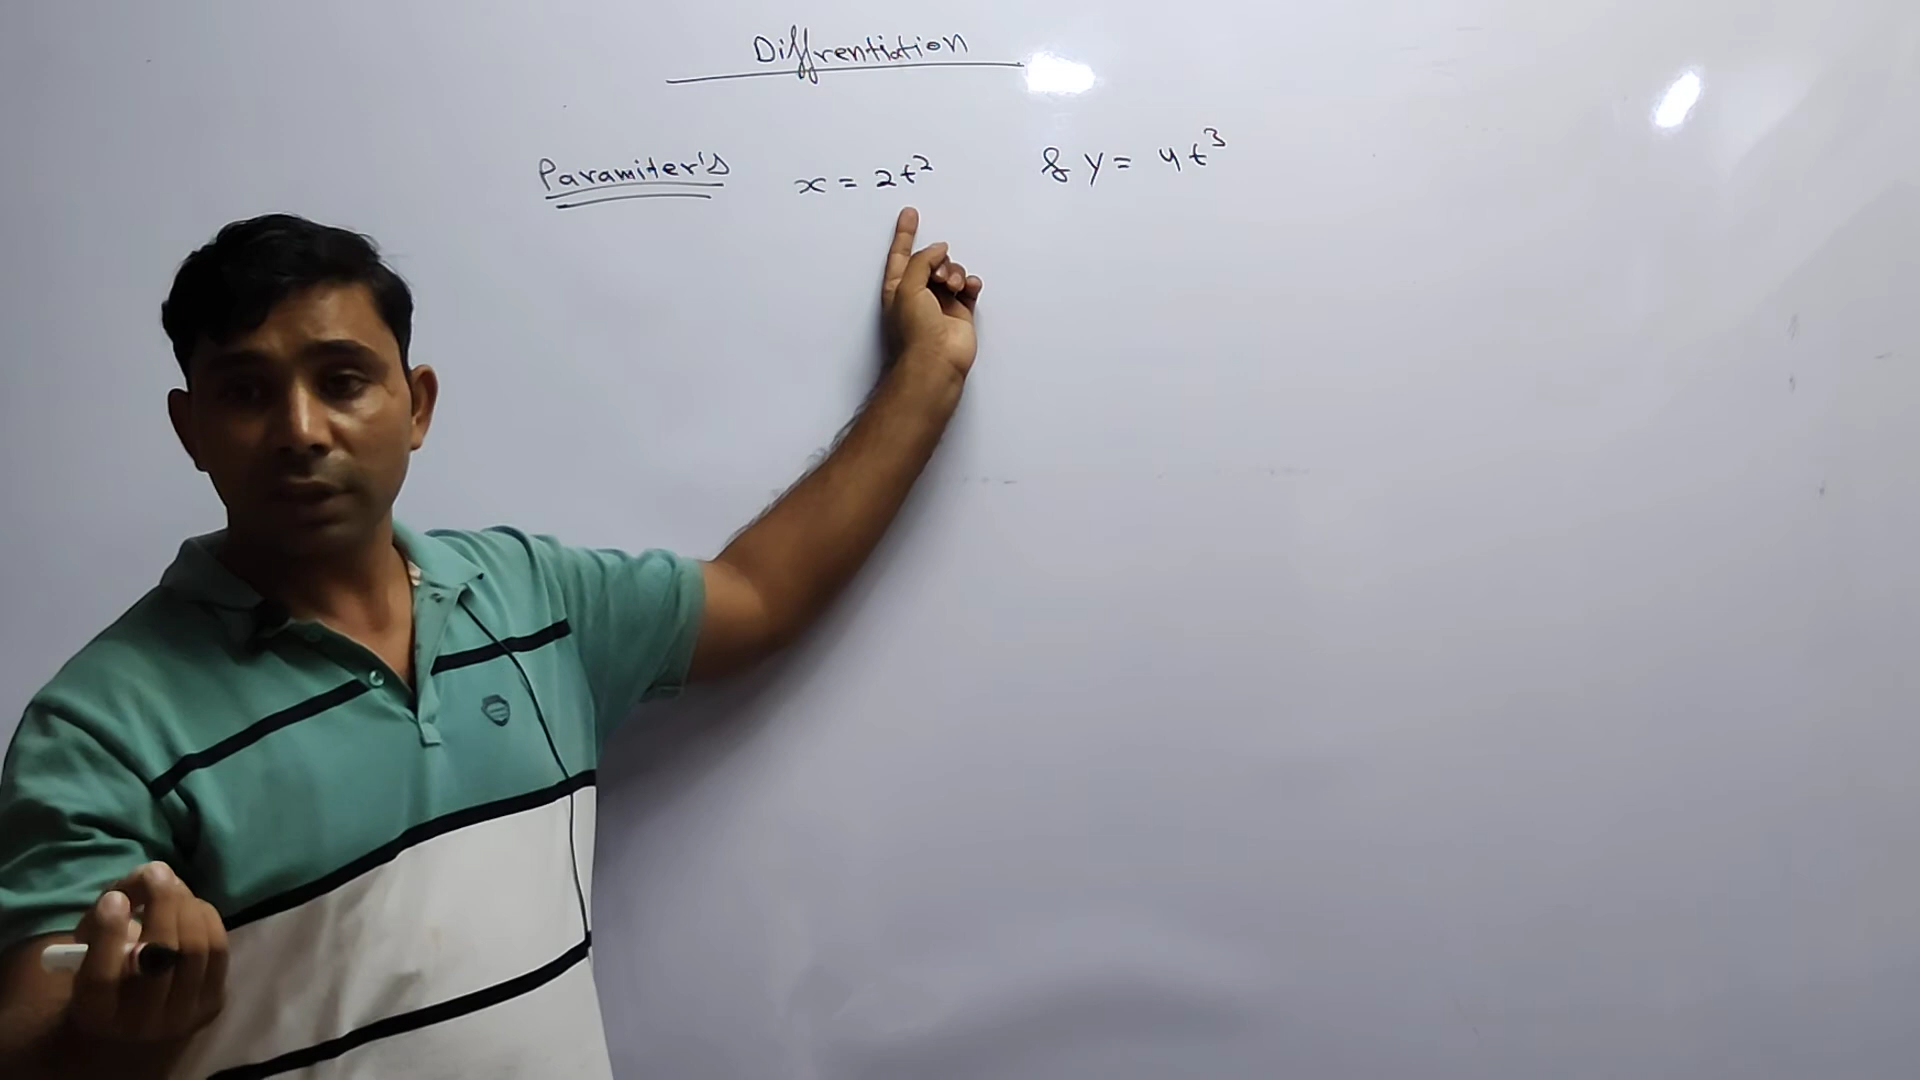 Diffrentiation
Paramiter's x = 2t² & y = 4t³